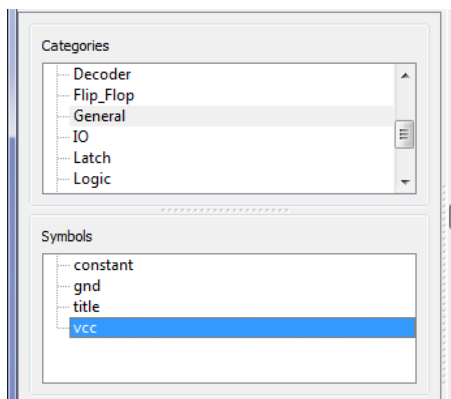 Categories
Decoder
Flip_Flop
General
IO
Latch
Logic
Symbols
constant
gnd
title
vcc